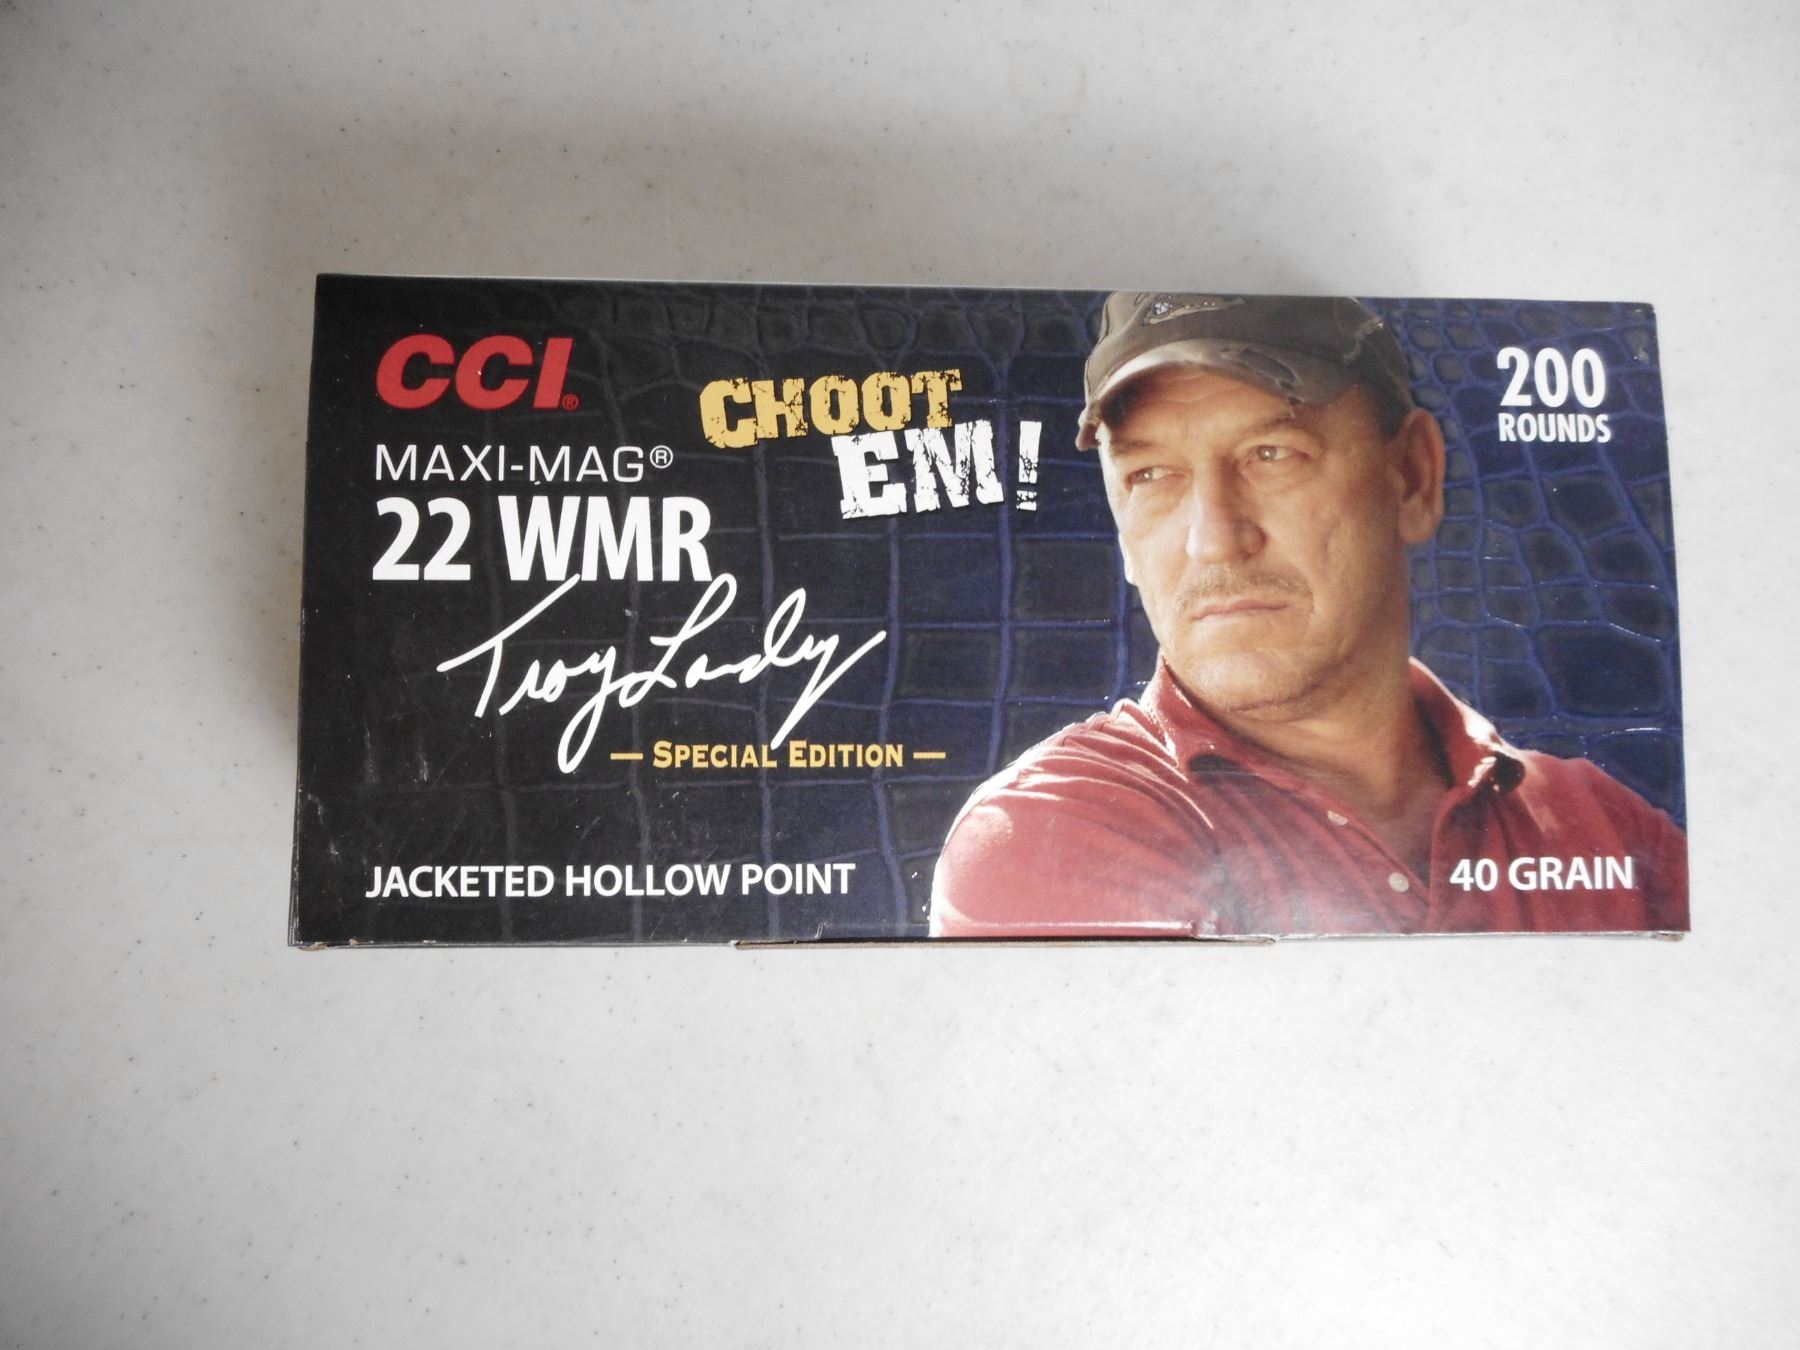 CCI®
MAXI-MAG®
22 WMR
CHOOT
EM!
Troy Landry
— SPECIAL EDITION —
JACKETED HOLLOW POINT
200
ROUNDS
40 GRAIN